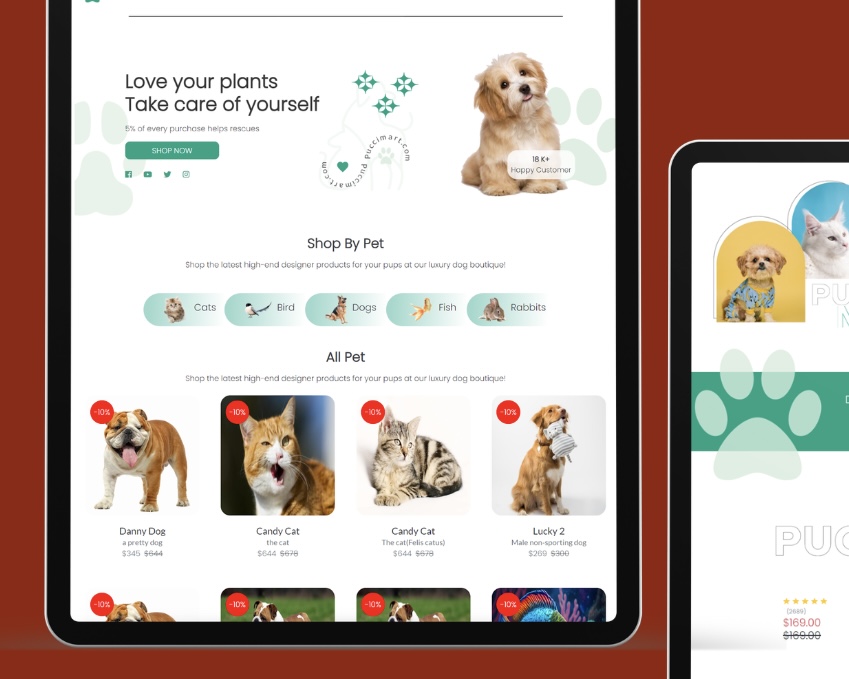 Love your plants
Take care of yourself
5% of every purchase helps rescues
SHOP NOW
Puccimart.com Puccimart.com
18 K+
Happy Customer
Shop By Pet
Shop the latest high-end designer products for your pups at our luxury dog boutique!
Cats
Bird
Dogs
Fish
Rabbits
All Pet
Shop the latest high-end designer products for your pups at our luxury dog boutique!
-10%
-10%
-10%
-10%
Danny Dog
Candy Cat
Candy Cat
Lucky 2
a pretty dog
the cat
The cat(Felis catus)
Male non-sporting dog
$345 $644
$644 $678
$644 $678
$269 $300
-10%
-10%
-10%
-10%
PU
D
PUC
(2689)
$169.00
$169.00